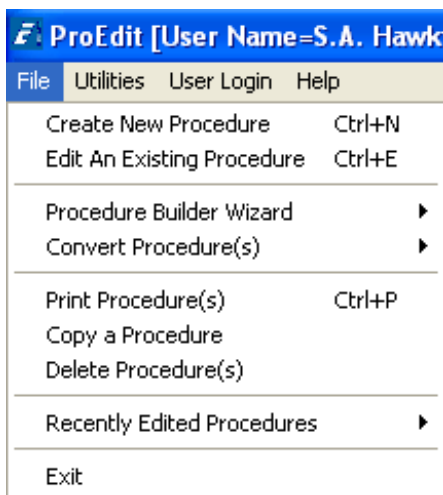 ProEdit [User Name=S.A. Hawk
File Utilities User Login Help
Create New Procedure Ctrl+N
Edit An Existing Procedure Ctrl+E
Procedure Builder Wizard
Convert Procedure(s)
Print Procedure(s) Ctrl+P
Copy a Procedure
Delete Procedure(s)
Recently Edited Procedures
Exit